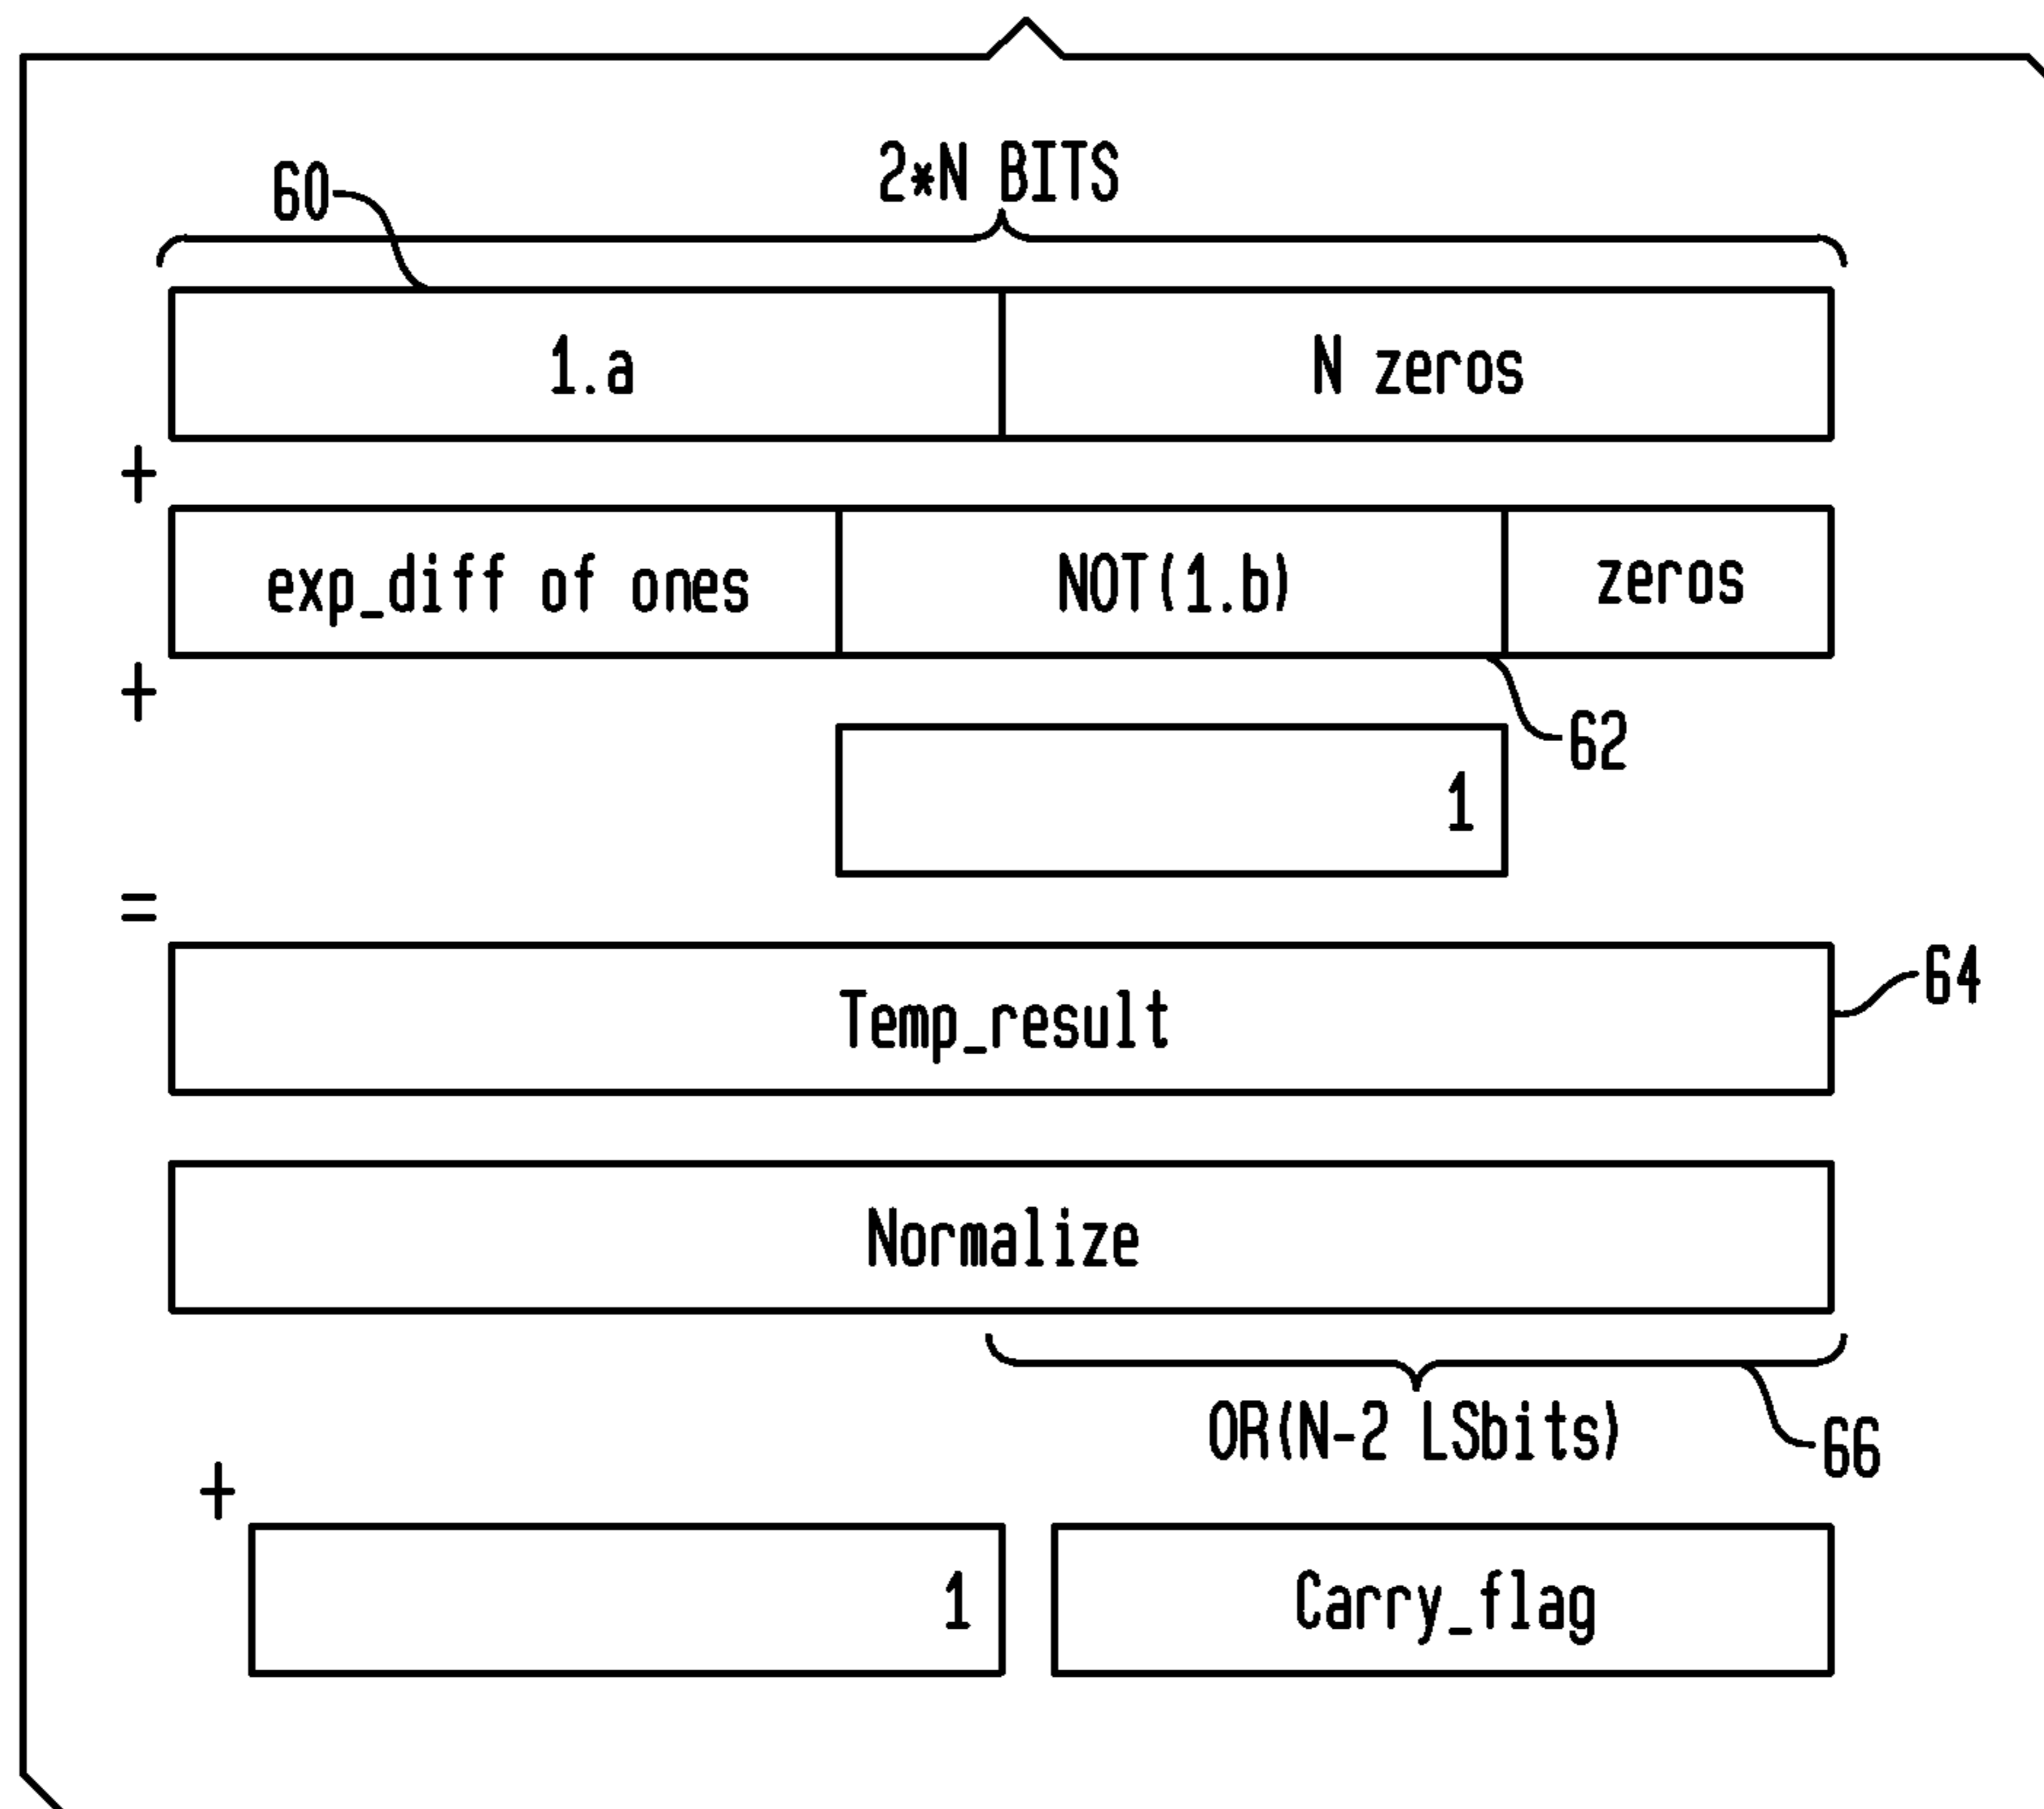 2*N BITS
60
1.a
N zeros
+
exp_diff of ones
NOT(1.b)
zeros
+
62
1
=
Temp_result
64
Normalize
OR(N-2 LSbits)
66
+
1
Carry_flag